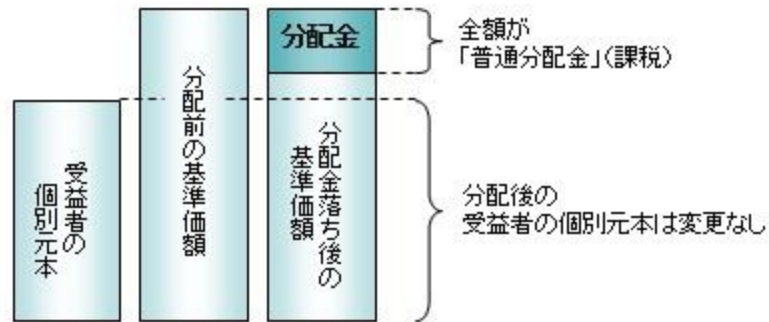 受益者の
個別元本
分配前の基準価額
分配金
分配金落ち後の
基準価額
全額が
「普通分配金」(課税)
分配後の
受益者の個別元本は変更なし